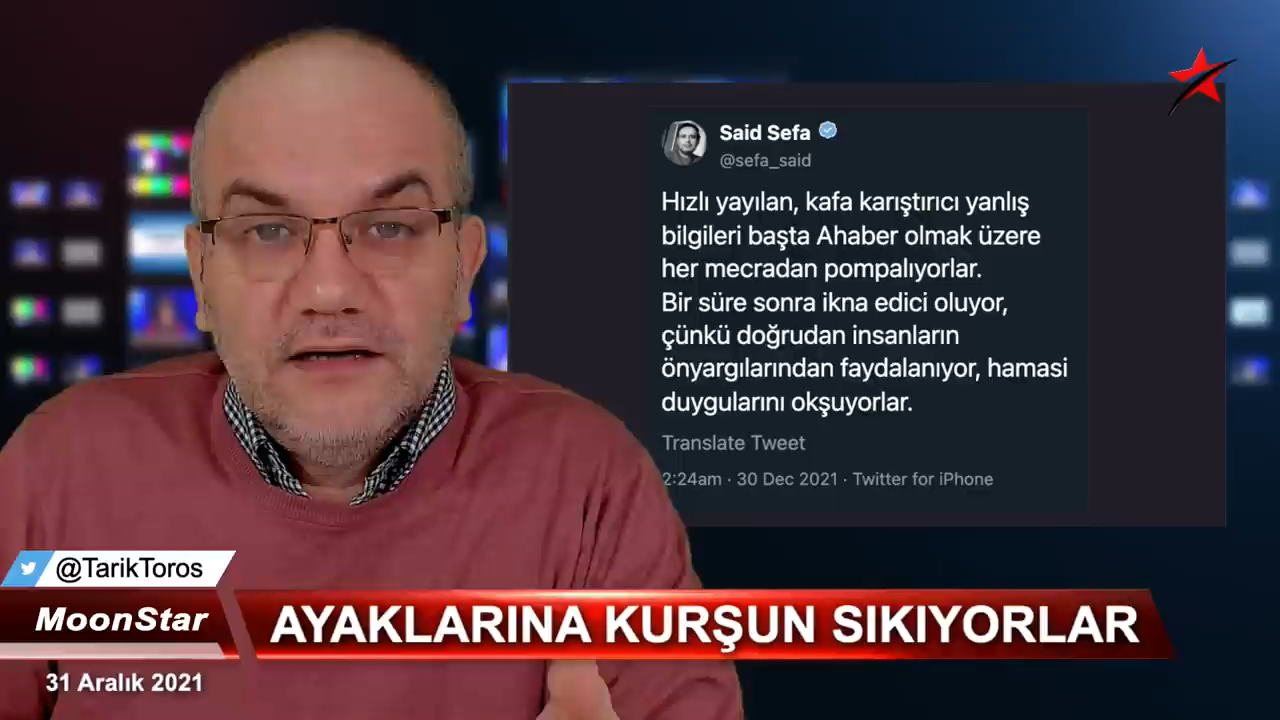 Said Sefa
@sefa_said
Hızlı yayılan, kafa karıştırıcı yanlış
bilgileri başta Ahaber olmak üzere
her mecradan pompalıyorlar.
Bir süre sonra ikna edici oluyor,
çünkü doğrudan insanların
önyargılarından faydalanıyor, hamasi
duygularını okşuyorlar.
Translate Tweet
2:24am · 30 Dec 2021 · Twitter for iPhone
@TarikToros
MoonStar
AYAKLARINA KURŞUN SIKIYORLAR
31 Aralık 2021